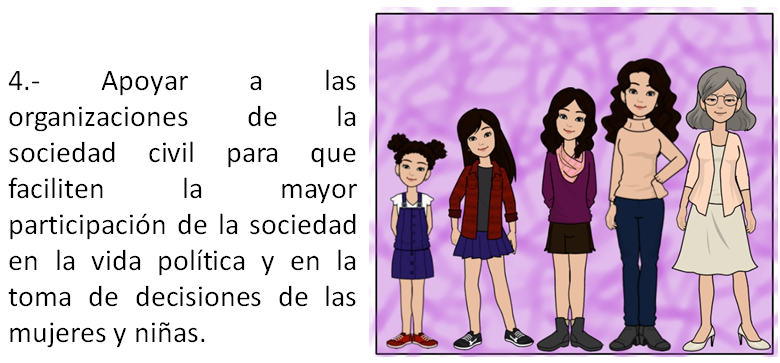 4.- Apoyar a las
organizaciones de la
sociedad civil para que
faciliten la mayor
participación de la sociedad
en la vida política y en la
toma de decisiones de las
mujeres y niñas.